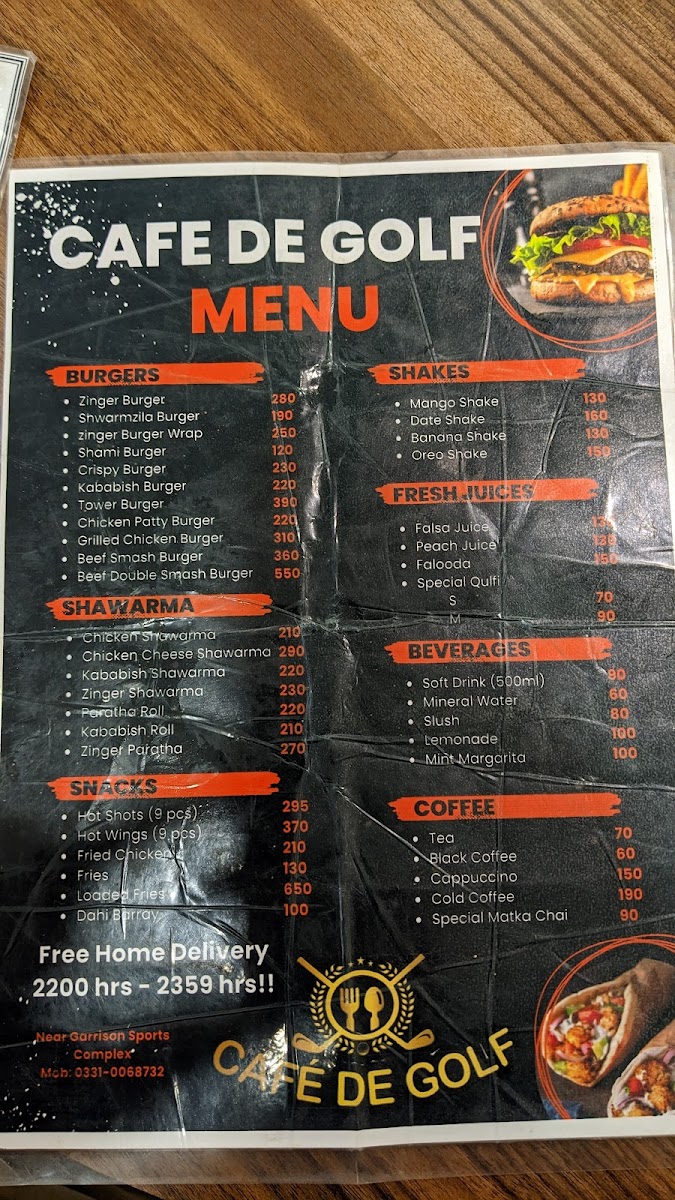 CAFE DE GOLF
MENU
BURGERS
Zinger Burger 280
Shwarmzila Burger 190
zinger Burger Wrap 250
Shami Burger 120
Crispy Burger 230
Kababish Burger 220
Tower Burger 390
Chicken Patty Burger 220
Grilled Chicken Burger 310
Beef Smash Burger 360
Beef Double Smash Burger 550
SHAWARMA
Chicken Shawarma 210
Chicken Cheese Shawarma 290
Kababish Shawarma 220
Zinger Shawarma 230
Paratha Roll 220
Kababish Roll 210
Zinger Paratha 270
SNACKS
Hot Shots (9 pcs) 295
Hot Wings (9 pcs) 370
Fried Chicken 210
Fries 130
Loaded Fries 650
Dahi Barray 100
Free Home Delivery
2200 hrs - 2359 hrs!!
Near Garrison Sports
Complex
Mob: 0331-0068732
SHAKES
Mango Shake 130
Date Shake 160
Banana Shake 130
Oreo Shake 150
FRESH JUICES
Falsa Juice
Peach Juice 130
Falooda 150
Special Qulfi
S 70
M 90
BEVERAGES
Soft Drink (500ml) 90
Mineral Water 60
Slush 80
Lemonade 100
Mint Margarita 100
COFFEE
Tea 70
Black Coffee 60
Cappuccino 150
Cold Coffee 190
Special Matka Chai 90
CAFÉ DE GOLF